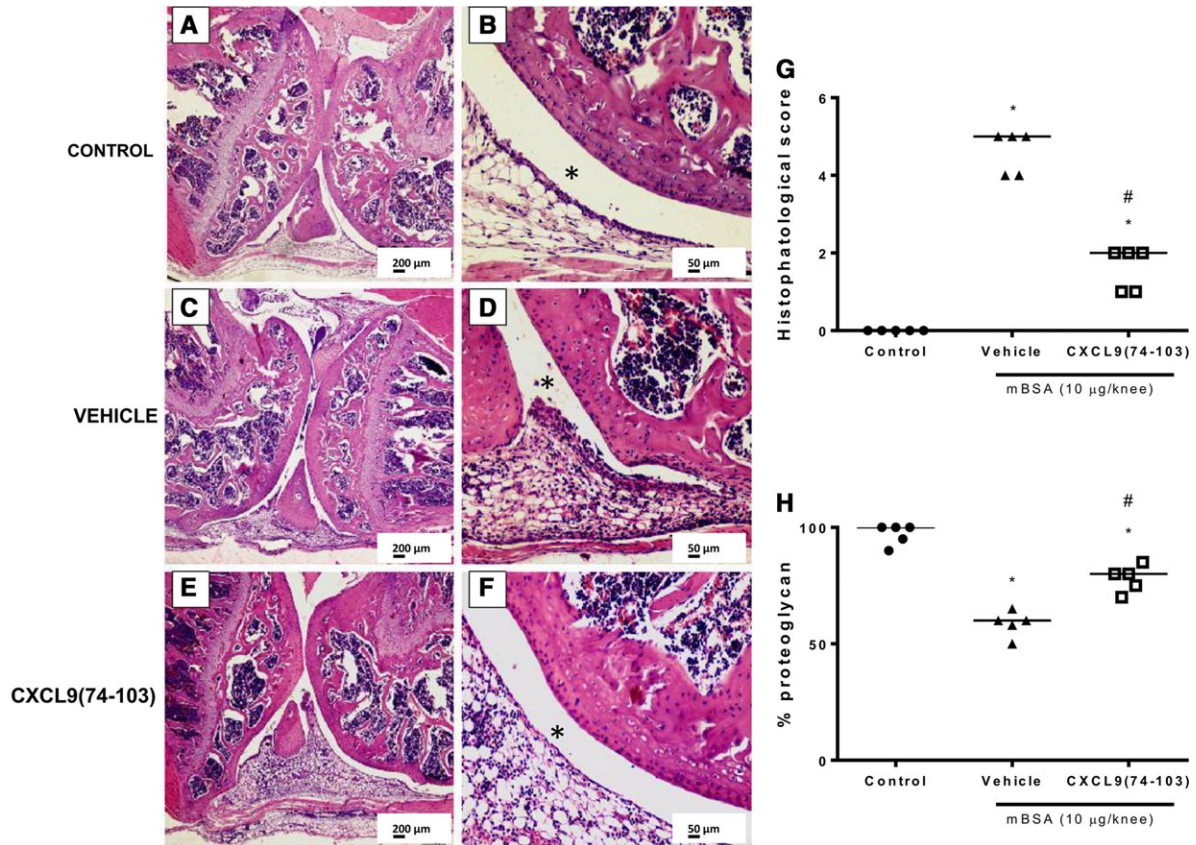 CONTROL
VEHICLE
CXCL9(74-103)
A
200 µm
B
*
50 µm
C
200 µm
D
*
50 µm
E
200 µm
F
*
50 µm
G
Histophatological score
6
4
2
0
*
#
*
Control
Vehicle
CXCL9(74-103)
mBSA (10 µg/knee)
H
% proteoglycan
100
50
0
*
#
*
Control
Vehicle
CXCL9(74-103)
mBSA (10 µg/knee)